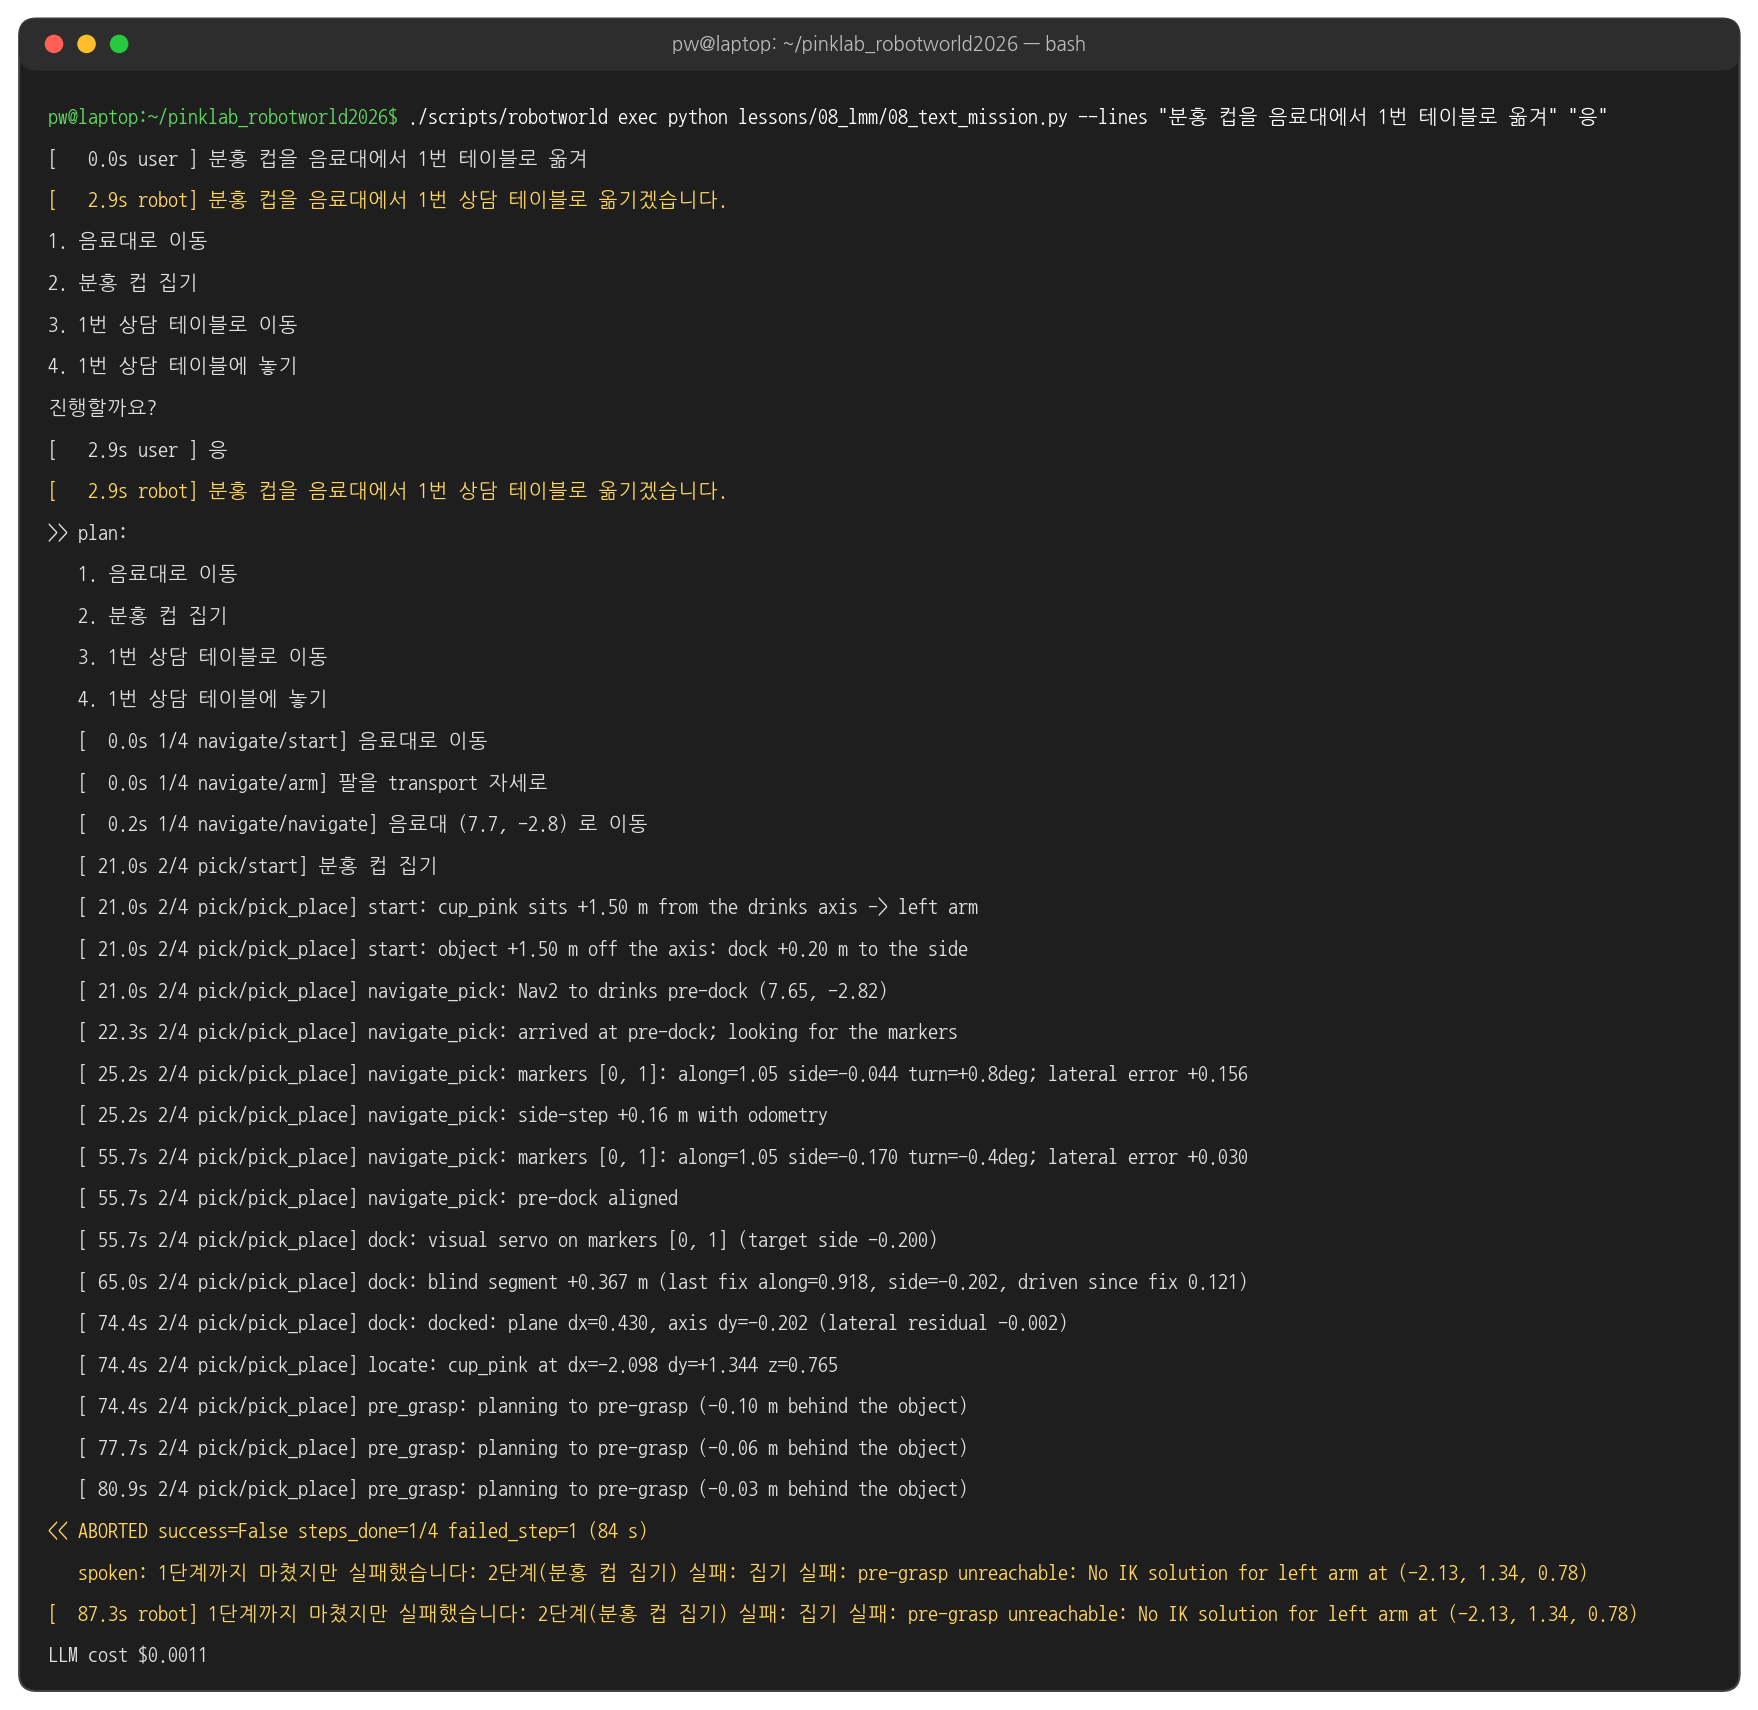 pw@laptop: ~/pinklab_robotworld2026 — bash
pw@laptop:~/pinklab_robotworld2026$ ./scripts/robotworld exec python lessons/08_lmm/08_text_mission.py --lines "분홍 컵을 음료대에서 1번 테이블로 옮겨" "응"
[   0.0s user ] 분홍 컵을 음료대에서 1번 테이블로 옮겨
[   2.9s robot] 분홍 컵을 음료대에서 1번 상담 테이블로 옮기겠습니다.
1. 음료대로 이동
2. 분홍 컵 집기
3. 1번 상담 테이블로 이동
4. 1번 상담 테이블에 놓기
진행할까요?
[   2.9s user ] 응
[   2.9s robot] 분홍 컵을 음료대에서 1번 상담 테이블로 옮기겠습니다.
>> plan:
   1. 음료대로 이동
   2. 분홍 컵 집기
   3. 1번 상담 테이블로 이동
   4. 1번 상담 테이블에 놓기
   [  0.0s 1/4 navigate/start] 음료대로 이동
   [  0.0s 1/4 navigate/arm] 팔을 transport 자세로
   [  0.2s 1/4 navigate/navigate] 음료대 (7.7, -2.8) 로 이동
   [ 21.0s 2/4 pick/start] 분홍 컵 집기
   [ 21.0s 2/4 pick/pick_place] start: cup_pink sits +1.50 m from the drinks axis -> left arm
   [ 21.0s 2/4 pick/pick_place] start: object +1.50 m off the axis: dock +0.20 m to the side
   [ 21.0s 2/4 pick/pick_place] navigate_pick: Nav2 to drinks pre-dock (7.65, -2.82)
   [ 22.3s 2/4 pick/pick_place] navigate_pick: arrived at pre-dock; looking for the markers
   [ 25.2s 2/4 pick/pick_place] navigate_pick: markers [0, 1]: along=1.05 side=-0.044 turn=+0.8deg; lateral error +0.156
   [ 25.2s 2/4 pick/pick_place] navigate_pick: side-step +0.16 m with odometry
   [ 55.7s 2/4 pick/pick_place] navigate_pick: markers [0, 1]: along=1.05 side=-0.170 turn=-0.4deg; lateral error +0.030
   [ 55.7s 2/4 pick/pick_place] navigate_pick: pre-dock aligned
   [ 55.7s 2/4 pick/pick_place] dock: visual servo on markers [0, 1] (target side -0.200)
   [ 65.0s 2/4 pick/pick_place] dock: blind segment +0.367 m (last fix along=0.918, side=-0.202, driven since fix 0.121)
   [ 74.4s 2/4 pick/pick_place] dock: docked: plane dx=0.430, axis dy=-0.202 (lateral residual -0.002)
   [ 74.4s 2/4 pick/pick_place] locate: cup_pink at dx=-2.098 dy=+1.344 z=0.765
   [ 74.4s 2/4 pick/pick_place] pre_grasp: planning to pre-grasp (-0.10 m behind the object)
   [ 77.7s 2/4 pick/pick_place] pre_grasp: planning to pre-grasp (-0.06 m behind the object)
   [ 80.9s 2/4 pick/pick_place] pre_grasp: planning to pre-grasp (-0.03 m behind the object)
<< ABORTED success=False steps_done=1/4 failed_step=1 (84 s)
   spoken: 1단계까지 마쳤지만 실패했습니다: 2단계(분홍 컵 집기) 실패: 집기 실패: pre-grasp unreachable: No IK solution for left arm at (-2.13, 1.34, 0.78)
[  87.3s robot] 1단계까지 마쳤지만 실패했습니다: 2단계(분홍 컵 집기) 실패: 집기 실패: pre-grasp unreachable: No IK solution for left arm at (-2.13, 1.34, 0.78)
LLM cost $0.0011